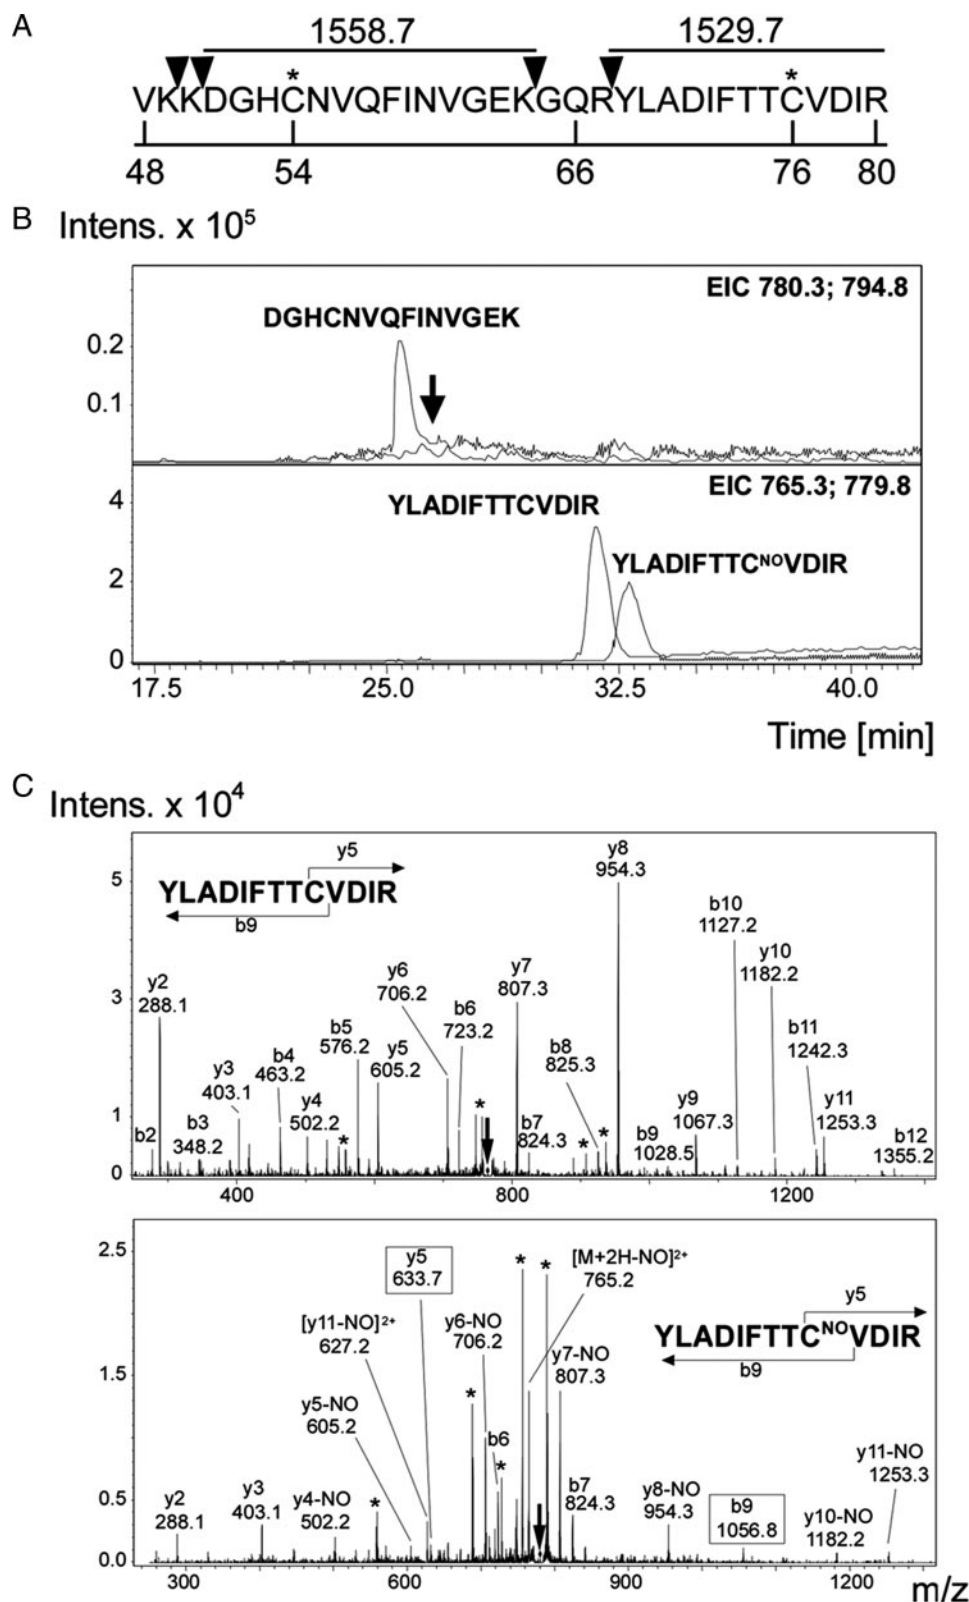 A
1558.7 1529.7
* *
VKKDGHCNVQFINVGEKGQRYLADIFTTCVDIR
48 54 66 76 80
B
Intens. x 10⁵
EIC 780.3; 794.8
DGHCNVQFINVGEK
0.2
0.1
EIC 765.3; 779.8
YLADIFTTCVDIR
YLADIFTTCᴺᴼVDIR
4
2
0
17.5 25.0 32.5 40.0
Time [min]
C
Intens. x 10⁴
YLADIFTTCVDIR
y5
b9
5
3
1
0
b2
y2
288.1
b3
348.2
y3
403.1
b4
463.2
y4
502.2
*
b5
576.2
y5
605.2
y6
706.2
b6
723.2
*
y7
807.3
b7
824.3
b8
825.3
*
*
y8
954.3
b9
1028.5
y9
1067.3
b10
1127.2
y10
1182.2
b11
1242.3
y11
1253.3
b12
1355.2
400 800 1200
2.5
1.5
0.5
0.0
y2
288.1
y3
403.1
y4-NO
502.2
*
y5-NO
605.2
[y11-NO]²⁺
627.2
y5
633.7
*
y6-NO
706.2
b6
*
*
[M+2H-NO]²⁺
765.2
*
y7-NO
807.3
b7
824.3
y8-NO
954.3
b9
1056.8
y10-NO
1182.2
y11-NO
1253.3
y5
YLADIFTTCᴺᴼVDIR
b9
300 600 900 1200
m/z